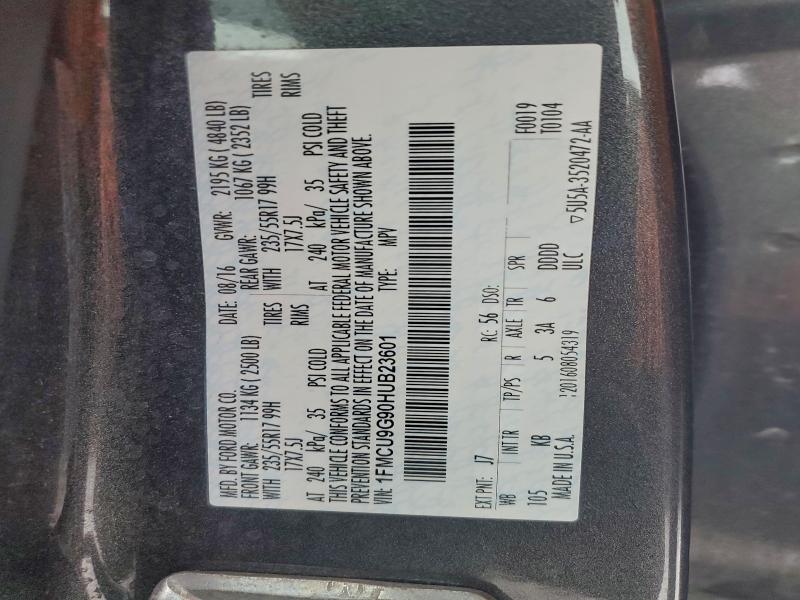 MFD. BY FORD MOTOR CO. DATE: 08/16 GVWR: 2195 KG ( 4840 LB)
FRONT GAWR: 1134 KG ( 2500 LB) REAR GAWR: 1067 KG ( 2352 LB)
WITH 235/55R17 99H TIRES WITH 235/55R17 99H TIRES
17X7.5J RIMS 17X7.5J RIMS
AT 240 kPa/ 35 PSI COLD AT 240 kPa/ 35 PSI COLD
THIS VEHICLE CONFORMS TO ALL APPLICABLE FEDERAL MOTOR VEHICLE SAFETY AND THEFT
PREVENTION STANDARDS IN EFFECT ON THE DATE OF MANUFACTURE SHOWN ABOVE.
VIN: 1FMCU9G90HUB23601 TYPE: MPV
EXT PNT: J7 RC: 56 DSO: F0019
WB INT TR TP/PS R AXLE TR SPR T0104
105 KB 5 3A 6 DDDD
MADE IN U.S.A. 201608054319 ULC 5U5A-3520472-AA